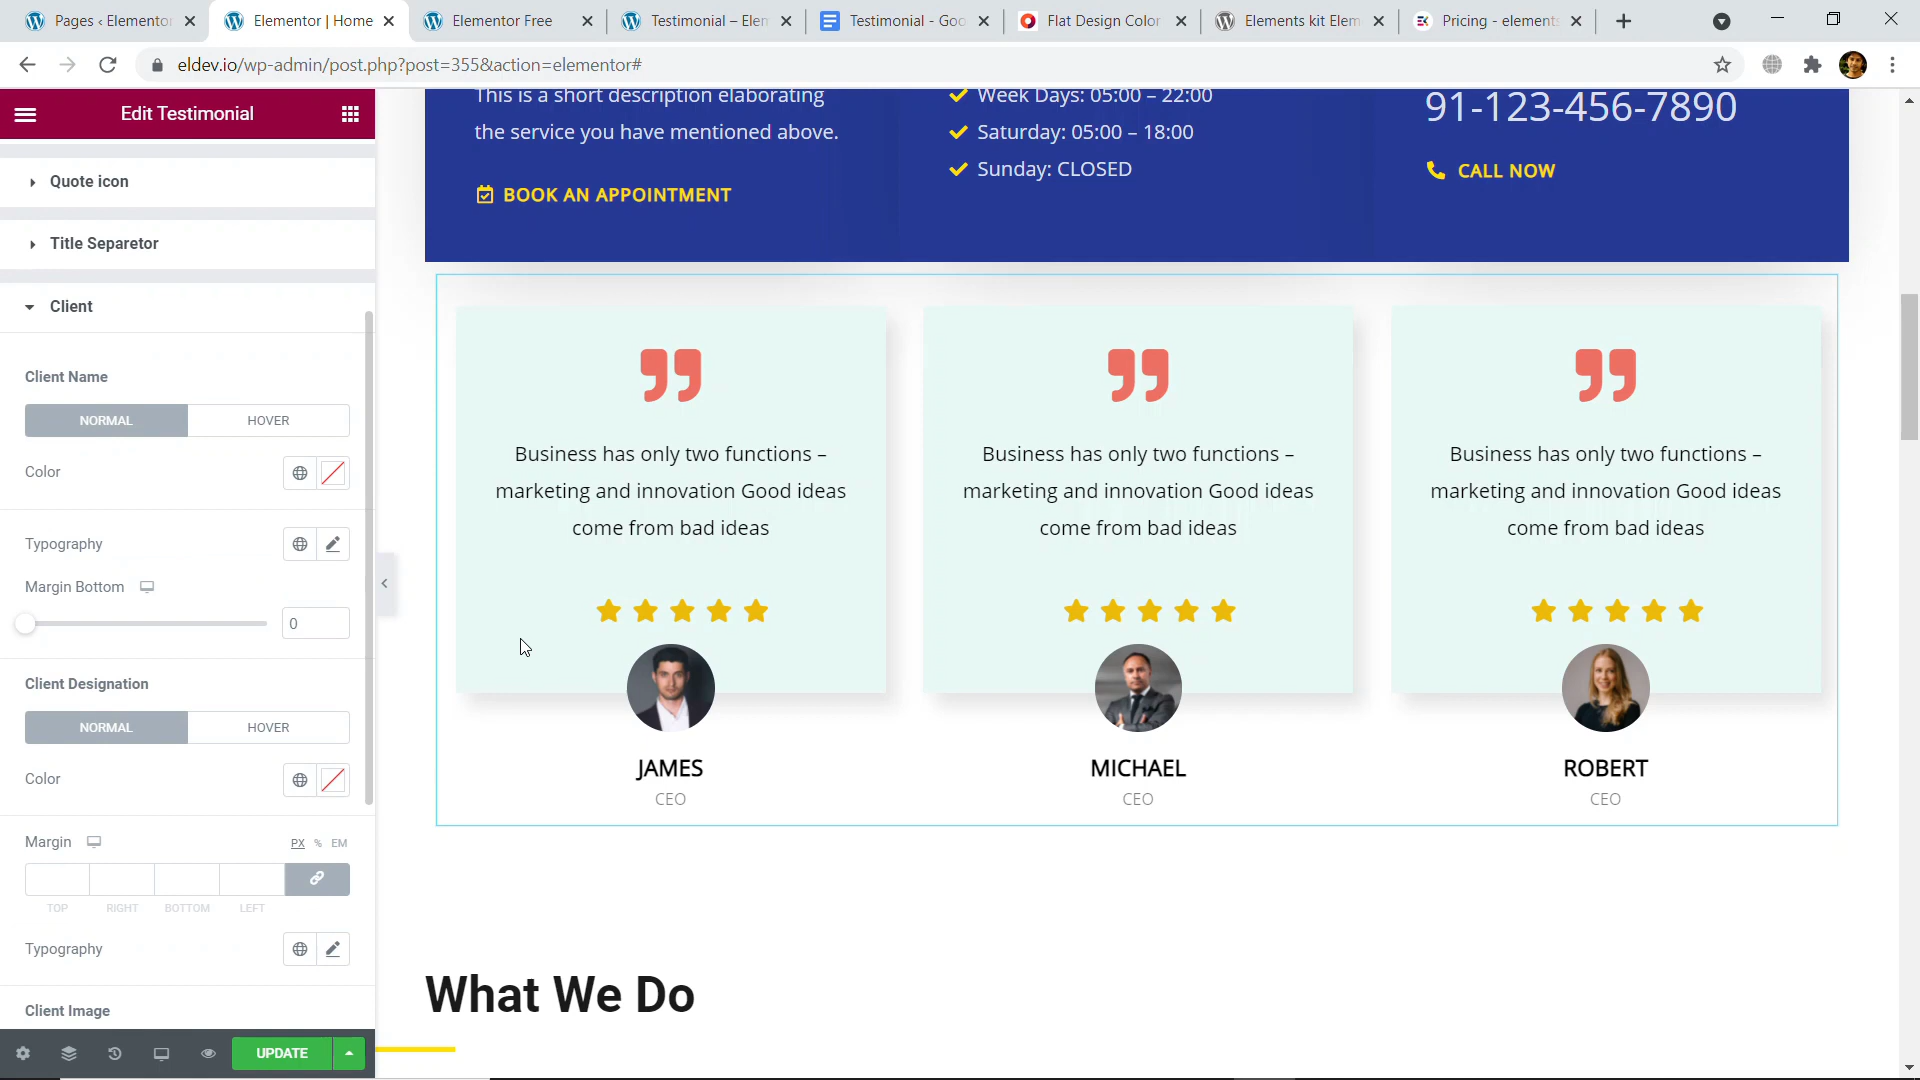 Pages ‹ Elementor
Elementor | Home
Elementor Free
Testimonial – Elem
Testimonial - Goo
Flat Design Color
Elements kit Elem
Pricing - elements
eldev.io/wp-admin/post.php?post=355&action=elementor#
Edit Testimonial
Quote icon
Title Separetor
Client
Client Name
NORMAL HOVER
Color
Typography
Margin Bottom
0
Client Designation
NORMAL HOVER
Color
Margin PX % EM
TOP RIGHT BOTTOM LEFT
Typography
Client Image
UPDATE
This is a short description elaborating
the service you have mentioned above.
BOOK AN APPOINTMENT
Week Days: 05:00 – 22:00
Saturday: 05:00 – 18:00
Sunday: CLOSED
91-123-456-7890
CALL NOW
Business has only two functions –
marketing and innovation Good ideas
come from bad ideas
JAMES
CEO
Business has only two functions –
marketing and innovation Good ideas
come from bad ideas
MICHAEL
CEO
Business has only two functions –
marketing and innovation Good ideas
come from bad ideas
ROBERT
CEO
What We Do